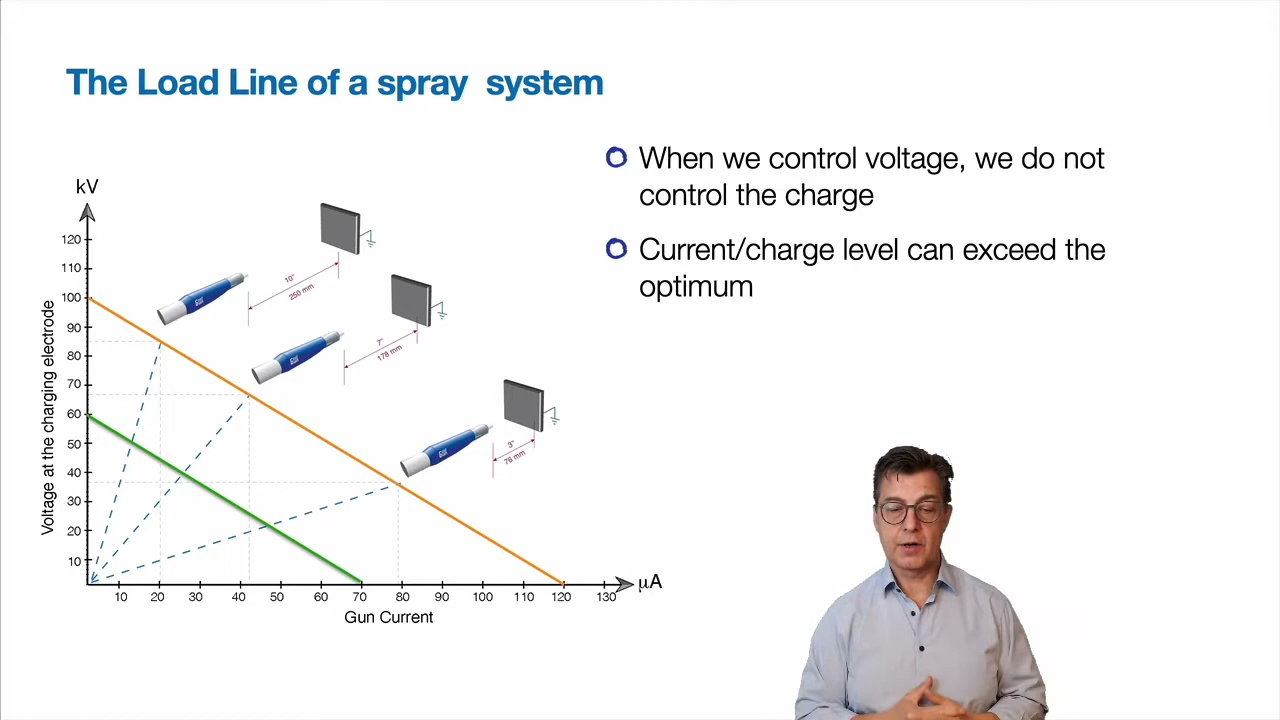 The Load Line of a spray system
When we control voltage, we do not
control the charge
Current/charge level can exceed the
optimum
kV
120
110
100
90
80
70
60
50
40
30
20
10
Voltage at the charging electrode
10"
250 mm
7"
178 mm
3"
76 mm
10 20 30 40 50 60 70 80 90 100 110 120 130
μA
Gun Current